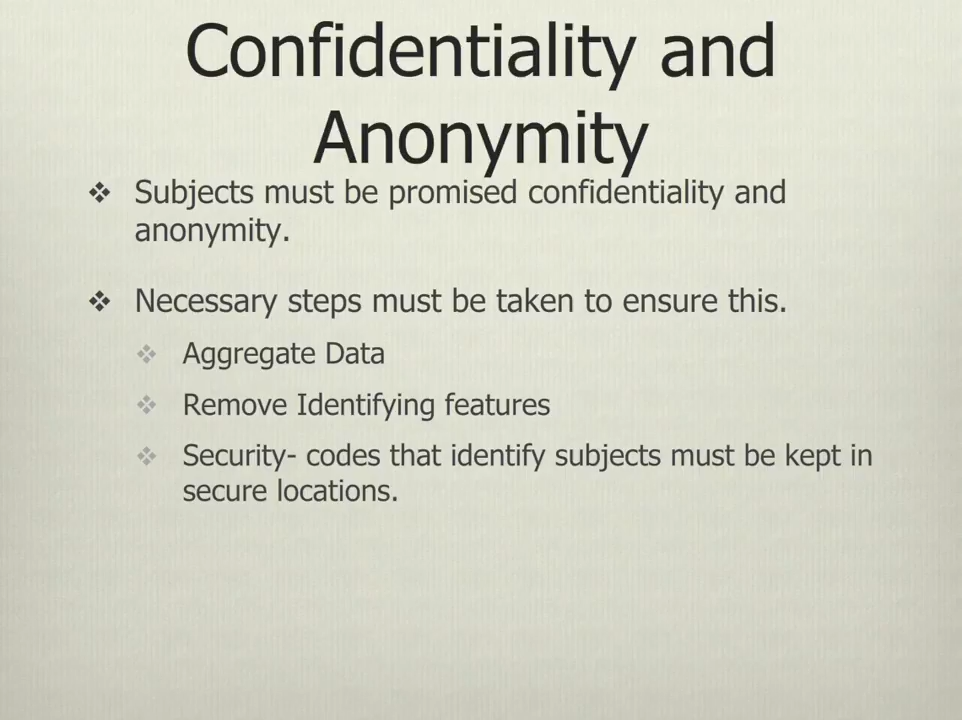 Confidentiality and
Anonymity
❖ Subjects must be promised confidentiality and
anonymity.
❖ Necessary steps must be taken to ensure this.
❖ Aggregate Data
❖ Remove Identifying features
❖ Security- codes that identify subjects must be kept in
secure locations.